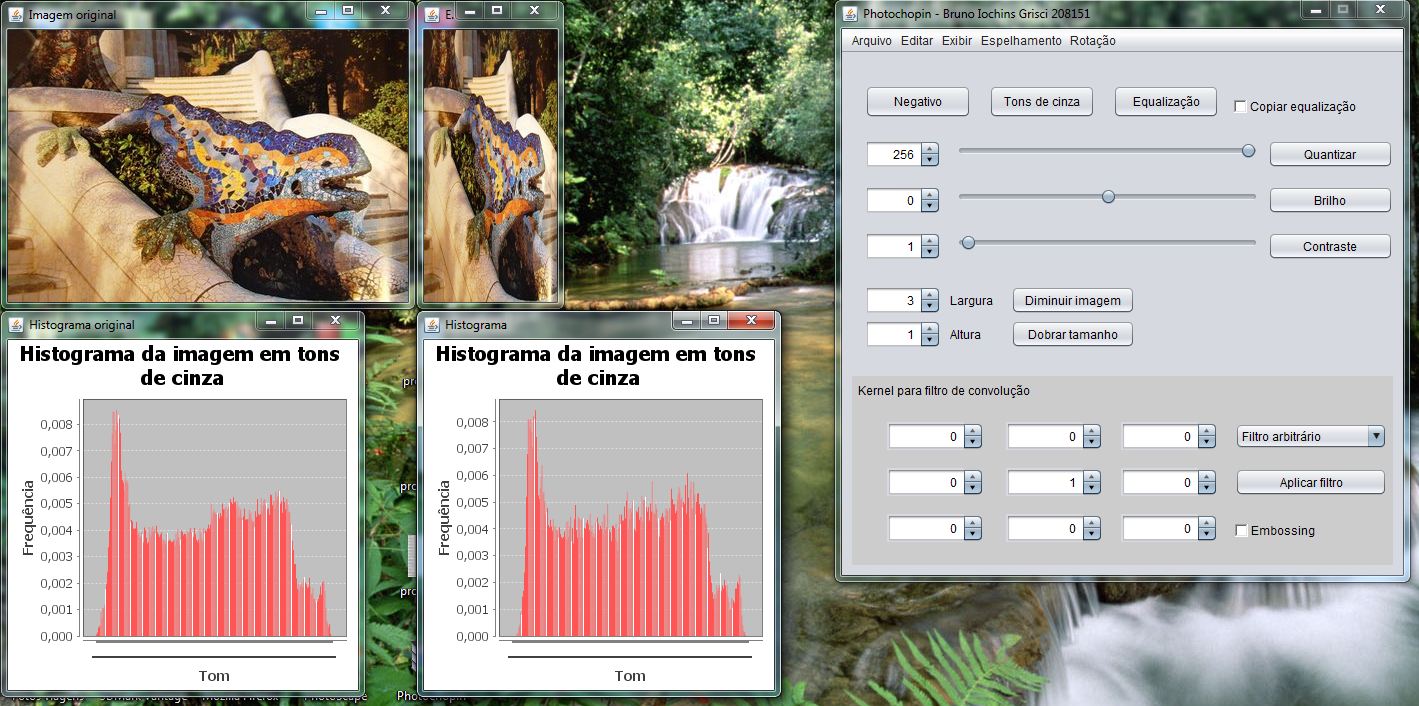 Imagem original
E.
Photochopin - Bruno Iochins Grisci 208151
Arquivo Editar Exibir Espelhamento Rotação
Negativo Tons de cinza Equalização Copiar equalização
256 Quantizar
0 Brilho
1 Contraste
3 Largura Diminuir imagem
1 Altura Dobrar tamanho
Kernel para filtro de convolução
0 0 0 Filtro arbitrário
0 1 0 Aplicar filtro
0 0 0 Embossing
Histograma original
Histograma da imagem em tons
de cinza
0,008
0,007
0,006
0,005
0,004
0,003
0,002
0,001
0,000
Frequência
Tom
Histograma
Histograma da imagem em tons
de cinza
0,008
0,007
0,006
0,005
0,004
0,003
0,002
0,001
0,000
Frequência
Tom
pro
pro
pro
Photoscape
Photochopin